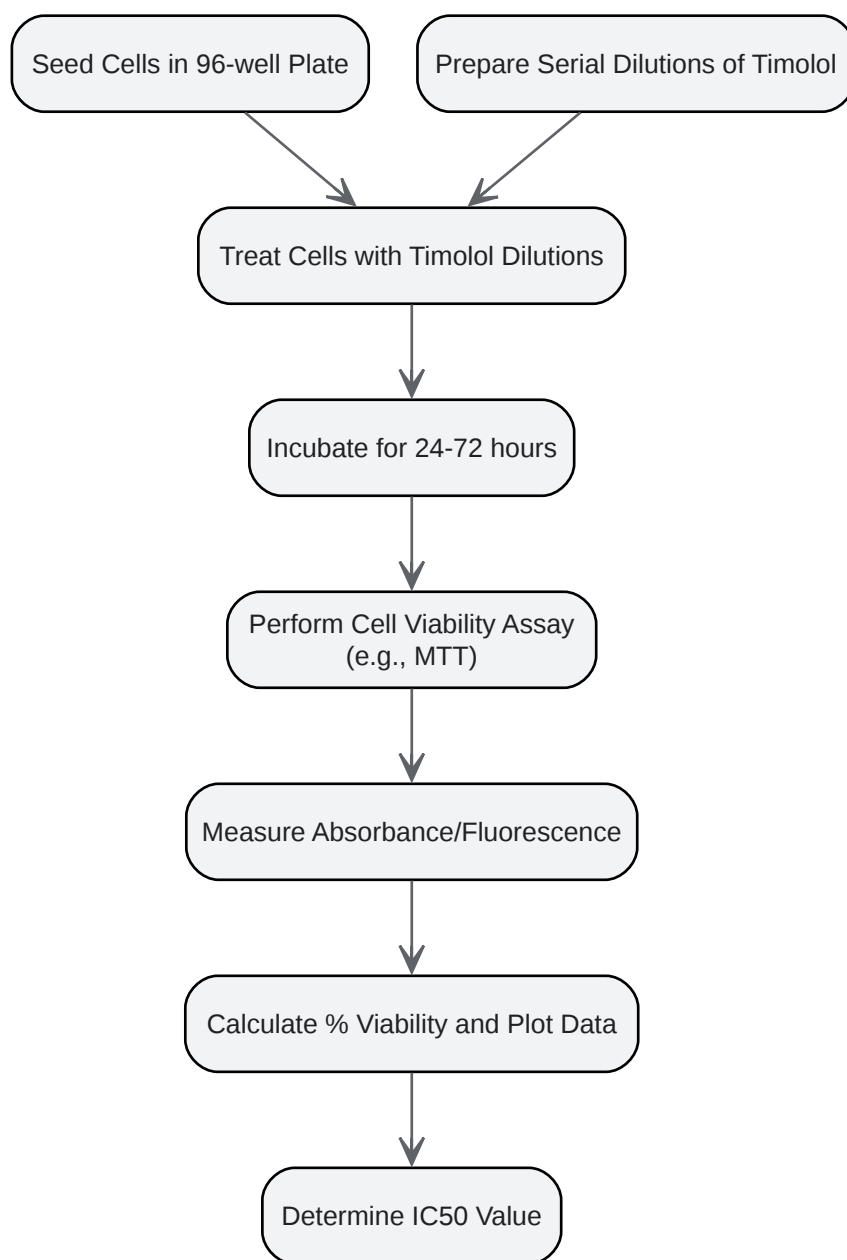 Seed Cells in 96-well Plate
Prepare Serial Dilutions of Timolol
Treat Cells with Timolol Dilutions
Incubate for 24-72 hours
Perform Cell Viability Assay
(e.g., MTT)
Measure Absorbance/Fluorescence
Calculate % Viability and Plot Data
Determine IC50 Value